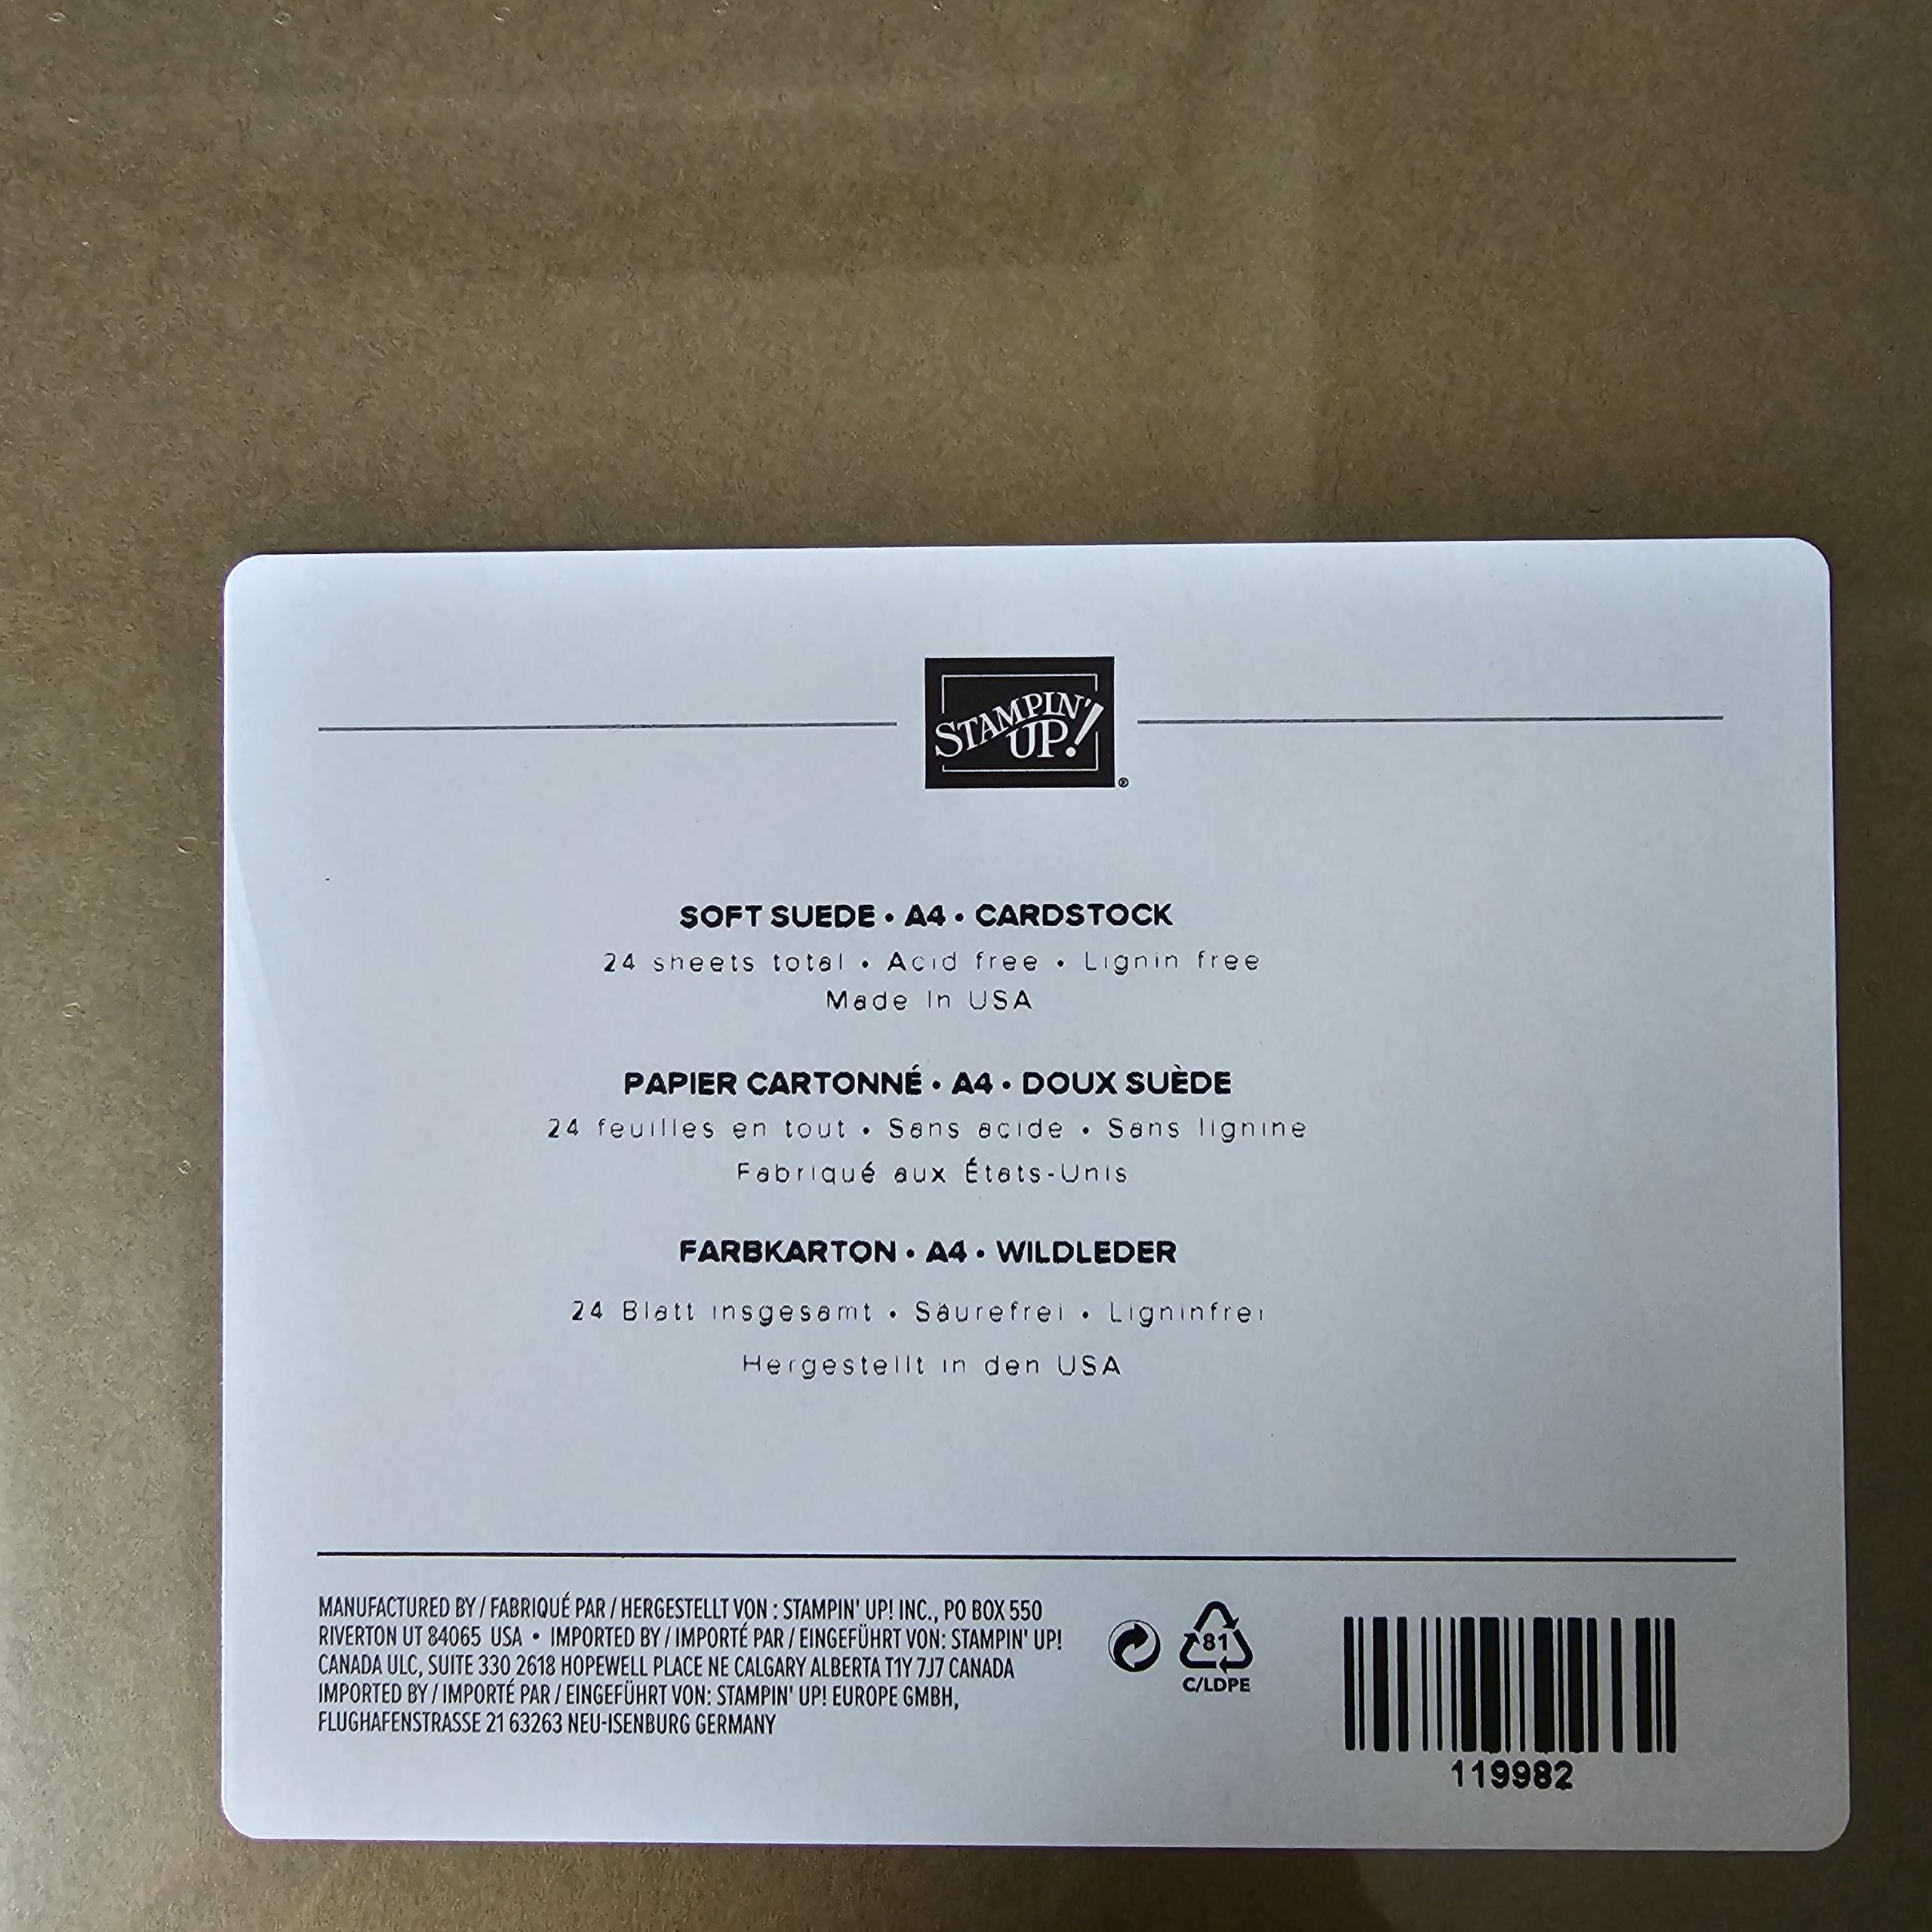 STAMPIN' UP!®
SOFT SUEDE • A4 • CARDSTOCK
24 sheets total • Acid free • Lignin free
Made In USA
PAPIER CARTONNÉ • A4 • DOUX SUÈDE
24 feuilles en tout • Sans acide • Sans lignine
Fabriqué aux États-Unis
FARBKARTON • A4 • WILDLEDER
24 Blatt insgesamt • Säurefrei • Ligninfrei
Hergestellt in den USA
MANUFACTURED BY / FABRIQUÉ PAR / HERGESTELLT VON : STAMPIN' UP! INC., PO BOX 550
RIVERTON UT 84065 USA • IMPORTED BY / IMPORTÉ PAR / EINGEFÜHRT VON: STAMPIN' UP!
CANADA ULC, SUITE 330 2618 HOPEWELL PLACE NE CALGARY ALBERTA T1Y 7J7 CANADA
IMPORTED BY / IMPORTÉ PAR / EINGEFÜHRT VON: STAMPIN' UP! EUROPE GMBH,
FLUGHAFENSTRASSE 21 63263 NEU-ISENBURG GERMANY
81
C/LDPE
119982